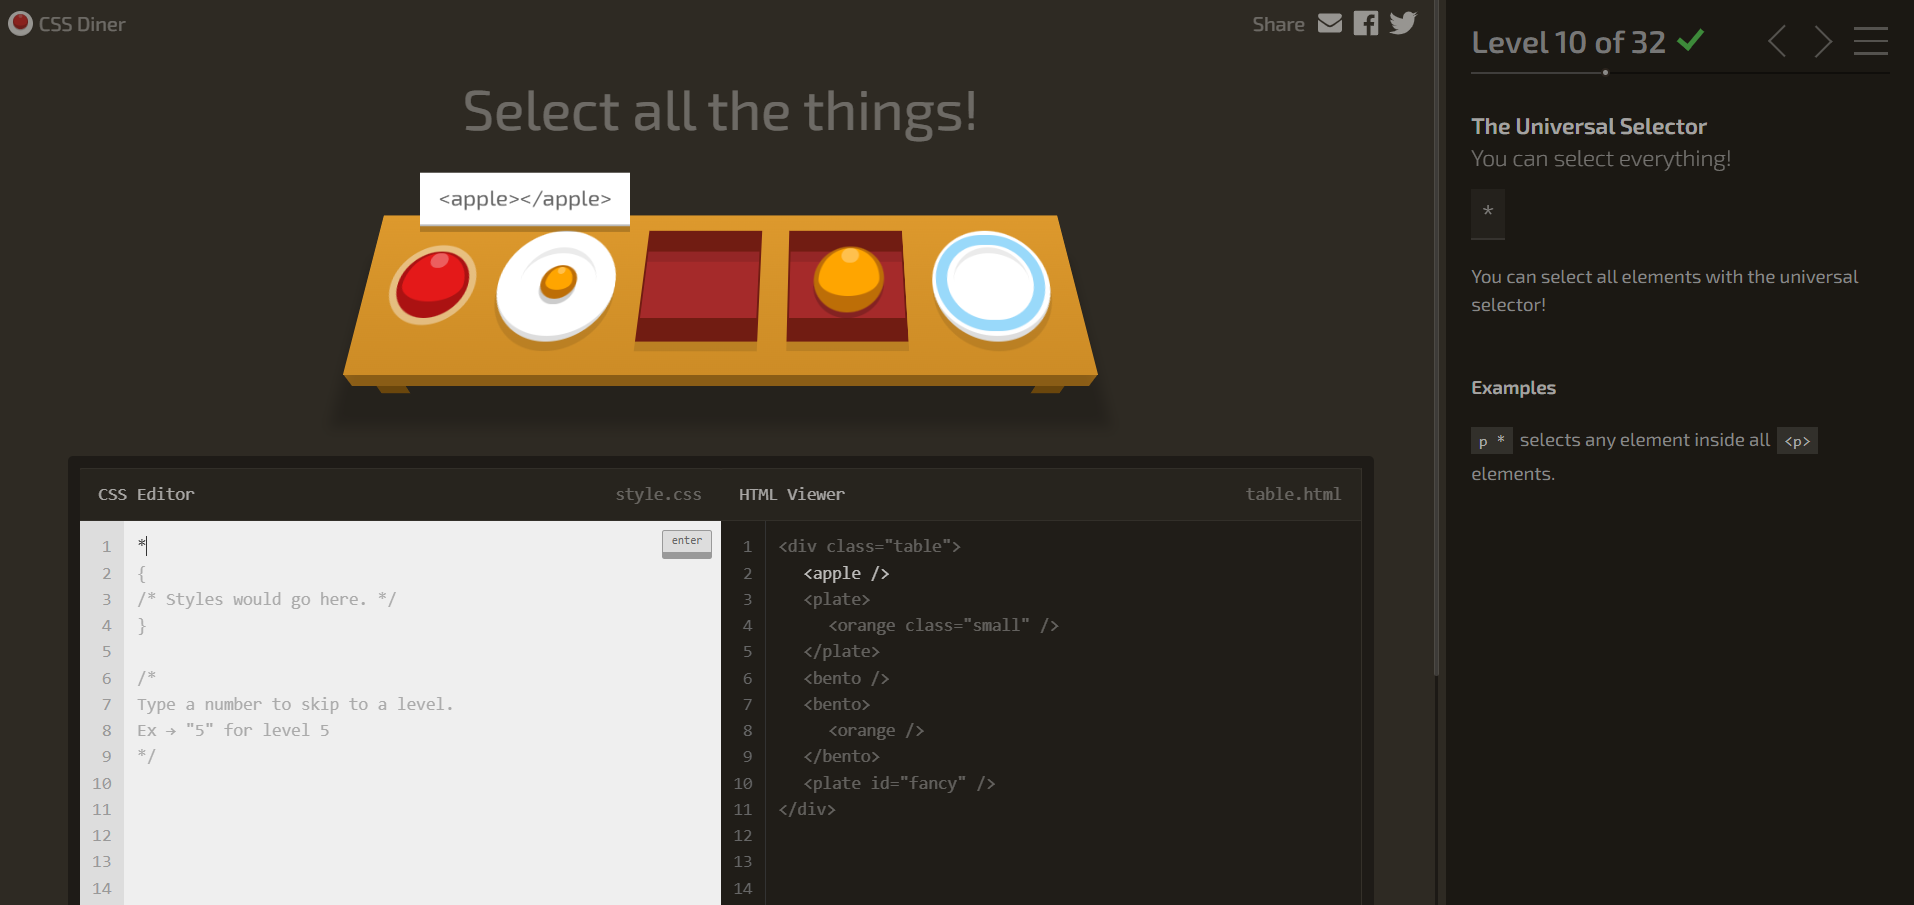 CSS Diner
Share
Select all the things!
<apple></apple>
CSS Editor
style.css
1 *
enter
2 {
3 /* Styles would go here. */
4 }
5
6 /*
7 Type a number to skip to a level.
8 Ex → "5" for level 5
9 */
10
11
12
13
14
HTML Viewer
table.html
1 <div class="table">
2 <apple />
3 <plate>
4 <orange class="small" />
5 </plate>
6 <bento />
7 <bento>
8 <orange />
9 </bento>
10 <plate id="fancy" />
11 </div>
12
13
14
Level 10 of 32
The Universal Selector
You can select everything!
*
You can select all elements with the universal
selector!
Examples
p * selects any element inside all <p>
elements.